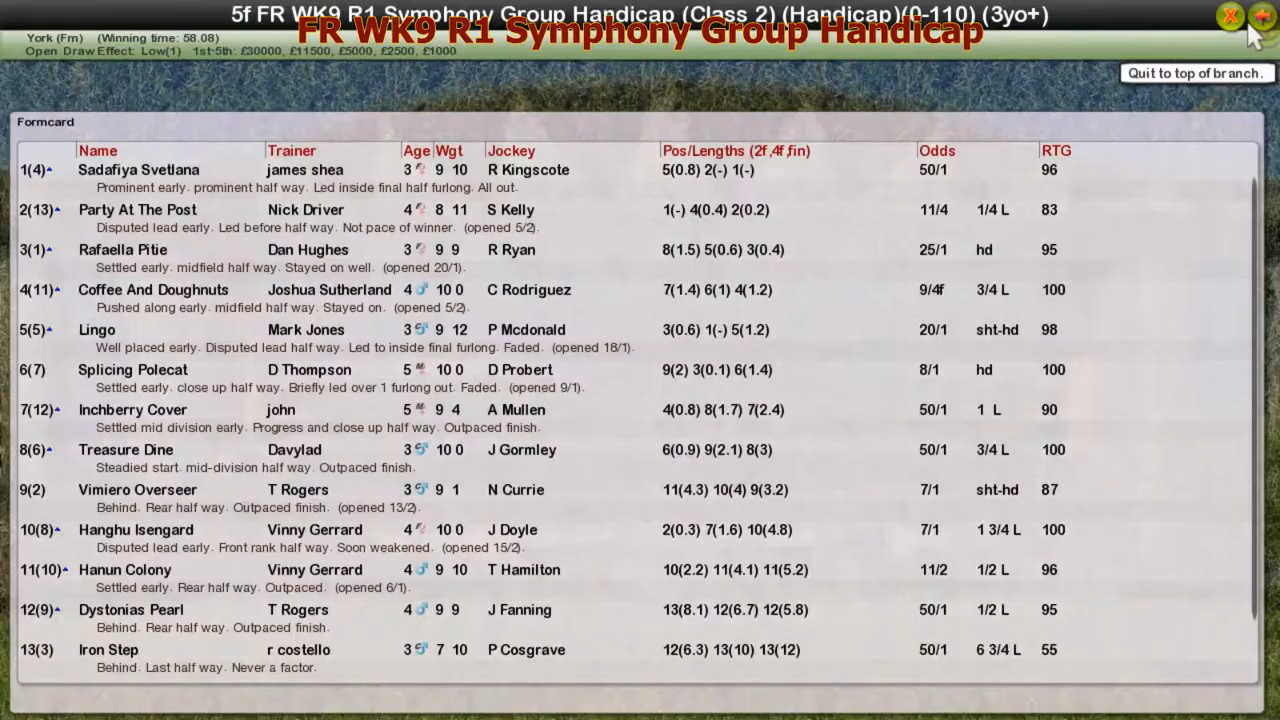 5f FR WK9 R1 Symphony Group Handicap (Class 2) (Handicap)(0-110) (3yo+)
FR WK9 R1 Symphony Group Handicap
York (Fm) (Winning time: 58.08)
Open Draw Effect: Low(1) 1st-5th: £30000, £11500, £5000, £2500, £1000
Quit to top of branch.
Formcard
Name Trainer Age Wgt Jockey Pos/Lengths (2f,4f,fin) Odds RTG
1(4) Sadafiya Svetlana james shea 3 9 10 R Kingscote 5(0.8) 2(-) 1(-) 50/1 96
Prominent early. prominent half way. Led inside final half furlong. All out.
2(13) Party At The Post Nick Driver 4 8 11 S Kelly 1(-) 4(0.4) 2(0.2) 11/4 1/4 L 83
Disputed lead early. Led before half way. Not pace of winner. (opened 5/2).
3(1) Rafaella Pitie Dan Hughes 3 9 9 R Ryan 8(1.5) 5(0.6) 3(0.4) 25/1 hd 95
Settled early. midfield half way. Stayed on well. (opened 20/1).
4(11) Coffee And Doughnuts Joshua Sutherland 4 10 0 C Rodriguez 7(1.4) 6(1) 4(1.2) 9/4f 3/4 L 100
Pushed along early. midfield half way. Stayed on. (opened 5/2).
5(5) Lingo Mark Jones 3 9 12 P Mcdonald 3(0.6) 1(-) 5(1.2) 20/1 sht-hd 98
Well placed early. Disputed lead half way. Led to inside final furlong. Faded. (opened 18/1).
6(7) Splicing Polecat D Thompson 5 10 0 D Probert 9(2) 3(0.1) 6(1.4) 8/1 hd 100
Settled early. close up half way. Briefly led over 1 furlong out. Faded. (opened 9/1).
7(12) Inchberry Cover john 5 9 4 A Mullen 4(0.8) 8(1.7) 7(2.4) 50/1 1 L 90
Settled mid division early. Progress and close up half way. Outpaced finish.
8(6) Treasure Dine Davylad 3 10 0 J Gormley 6(0.9) 9(2.1) 8(3) 50/1 3/4 L 100
Steadied start. mid-division half way. Outpaced finish.
9(2) Vimiero Overseer T Rogers 3 9 1 N Currie 11(4.3) 10(4) 9(3.2) 7/1 sht-hd 87
Behind. Rear half way. Outpaced finish. (opened 13/2).
10(8) Hanghu Isengard Vinny Gerrard 4 10 0 J Doyle 2(0.3) 7(1.6) 10(4.8) 7/1 1 3/4 L 100
Disputed lead early. Front rank half way. Soon weakened. (opened 15/2).
11(10) Hanun Colony Vinny Gerrard 4 9 10 T Hamilton 10(2.2) 11(4.1) 11(5.2) 11/2 1/2 L 96
Settled early. Rear half way. Outpaced. (opened 6/1).
12(9) Dystonias Pearl T Rogers 4 9 9 J Fanning 13(8.1) 12(6.7) 12(5.8) 50/1 1/2 L 95
Behind. Rear half way. Outpaced finish.
13(3) Iron Step r costello 3 7 10 P Cosgrave 12(6.3) 13(10) 13(12) 50/1 6 3/4 L 55
Behind. Last half way. Never a factor.